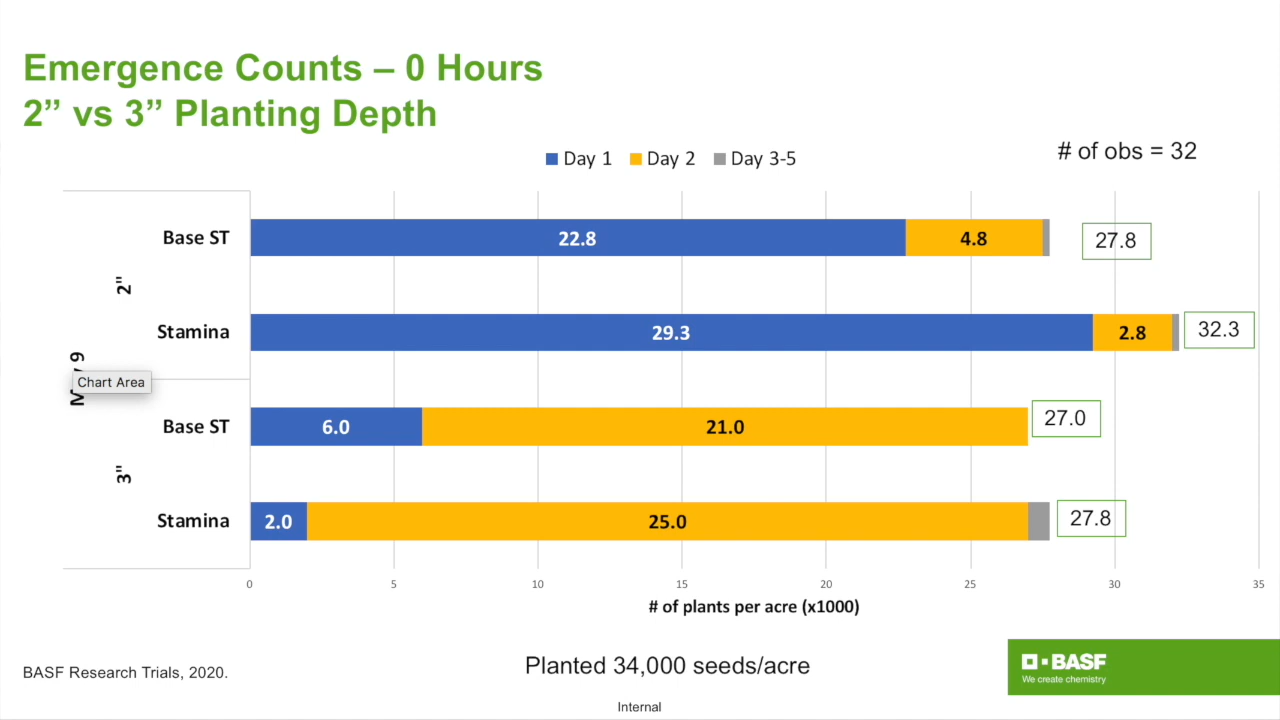 Emergence Counts – 0 Hours
2” vs 3” Planting Depth
# of obs = 32
Day 1 Day 2 Day 3-5
Base ST 22.8 4.8 27.8
2"
Stamina 29.3 2.8 32.3
Chart Area
Base ST 6.0 21.0 27.0
3"
Stamina 2.0 25.0 27.8
0 5 10 15 20 25 30 35
# of plants per acre (x1000)
Planted 34,000 seeds/acre
BASF Research Trials, 2020.
BASF
We create chemistry
Internal